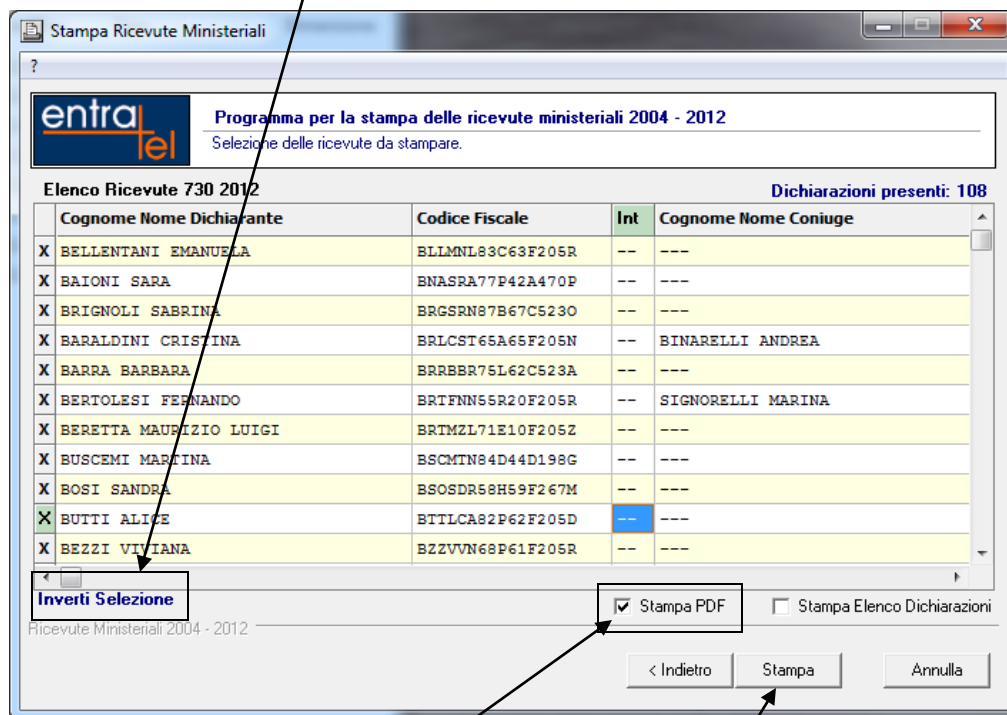 Stampa Ricevute Ministeriali
?
entra
tel
Programma per la stampa delle ricevute ministeriali 2004 - 2012
Selezione delle ricevute da stampare.
Elenco Ricevute 730 2012 Dichiarazioni presenti: 108
Cognome Nome Dichiarante Codice Fiscale Int Cognome Nome Coniuge
X BELLENTANI EMANUELA BLLMNL83C63F205R -- ---
X BAIONI SARA BNASRA77P42A470P -- ---
X BRIGNOLI SABRINA BRGSRN87B67C523O -- ---
X BARALDINI CRISTINA BRLCST65A65F205N -- BINARELLI ANDREA
X BARRA BARBARA BRRBBR75L62C523A -- ---
X BERTOLESI FERNANDO BRTFNN55R20F205R -- SIGNORELLI MARINA
X BERETTA MAURIZIO LUIGI BRTMZL71E10F205Z -- ---
X BUSCEMI MARTINA BSCMTN84D44D198G -- ---
X BOSI SANDRA BSOSDR58H59F267M -- ---
X BUTTI ALICE BTTLCA82P62F205D -- ---
X BEZZI VIVIANA BZZVVN68P61F205R -- ---
Inverti Selezione Stampa PDF Stampa Elenco Dichiarazioni
Ricevute Ministeriali 2004 - 2012
< Indietro Stampa Annulla